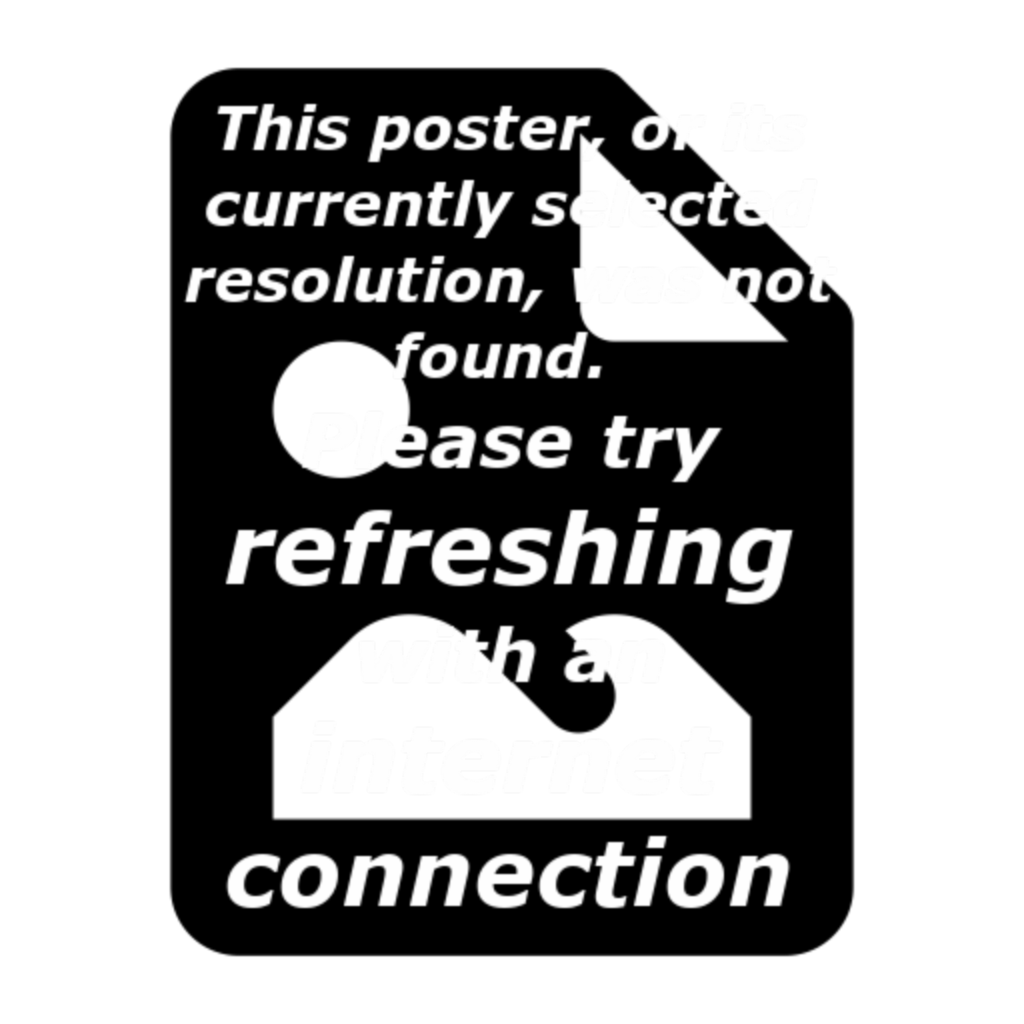 This poster, or its
currently selected
resolution, was not
found.
Please try
refreshing
with an
internet
connection